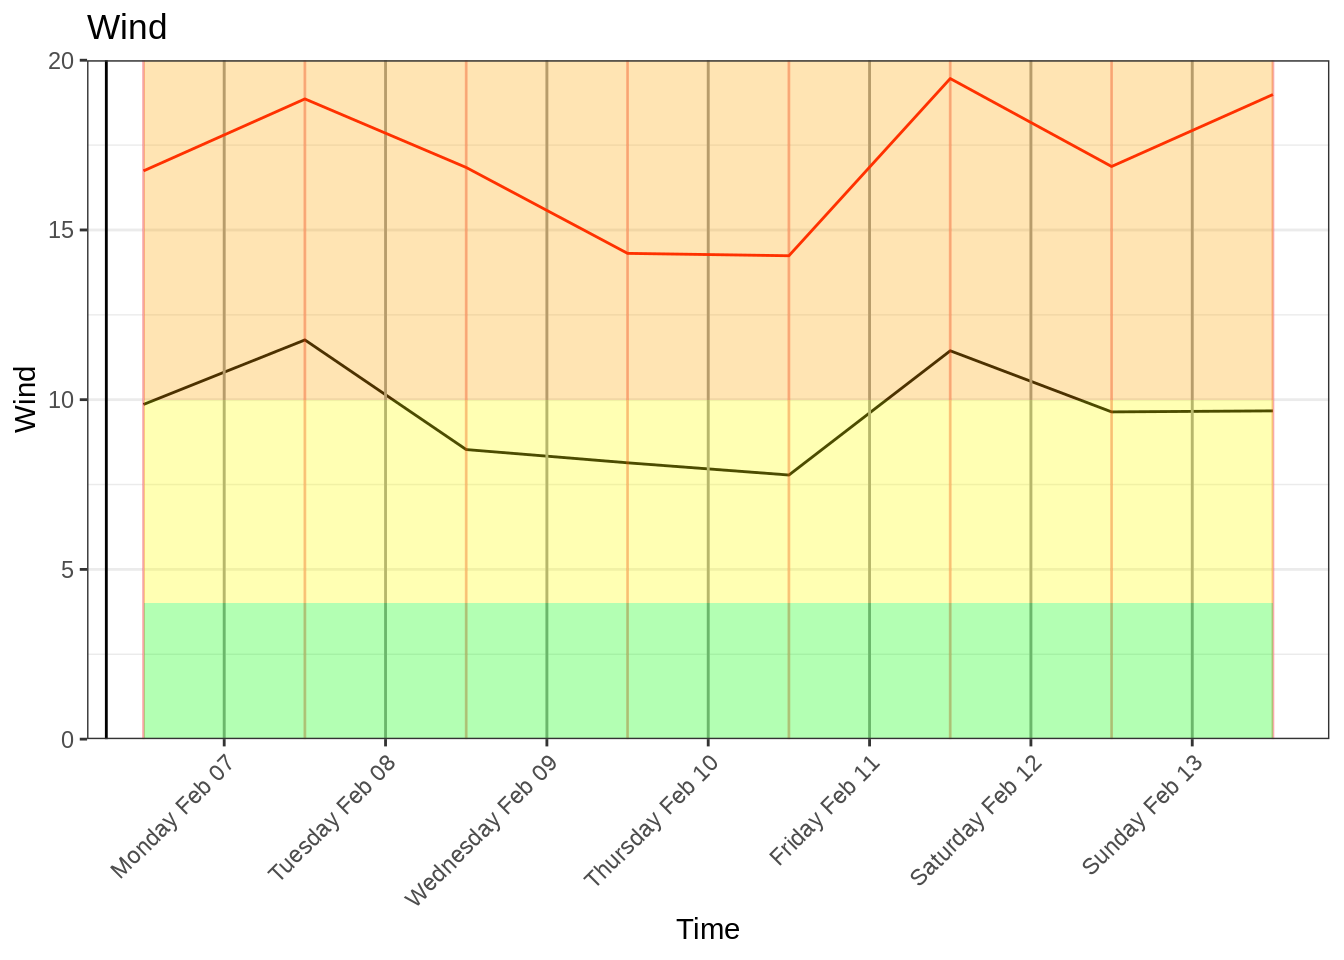 Wind
20
15
10
5
0
Wind
Monday Feb 07
Tuesday Feb 08
Wednesday Feb 09
Thursday Feb 10
Friday Feb 11
Saturday Feb 12
Sunday Feb 13
Time